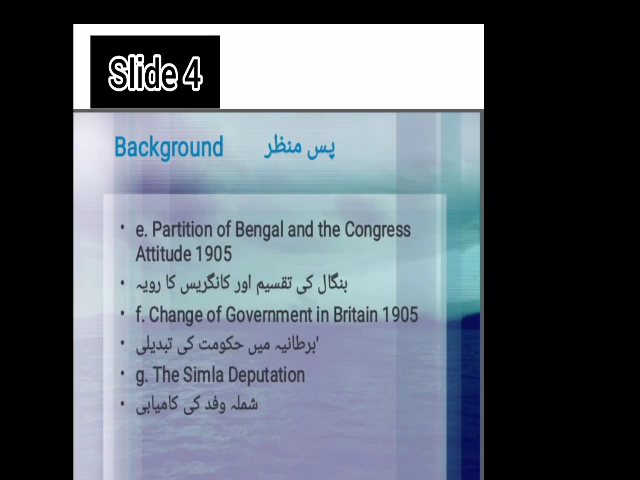 Slide 4
Background پس منظر
• e. Partition of Bengal and the Congress
Attitude 1905
• بنگال کی تقسیم اور کانگریس کا رویہ
• f. Change of Government in Britain 1905
• برطانیہ میں حکومت کی تبدیلی'
• g. The Simla Deputation
• شملہ وفد کی کامیابی